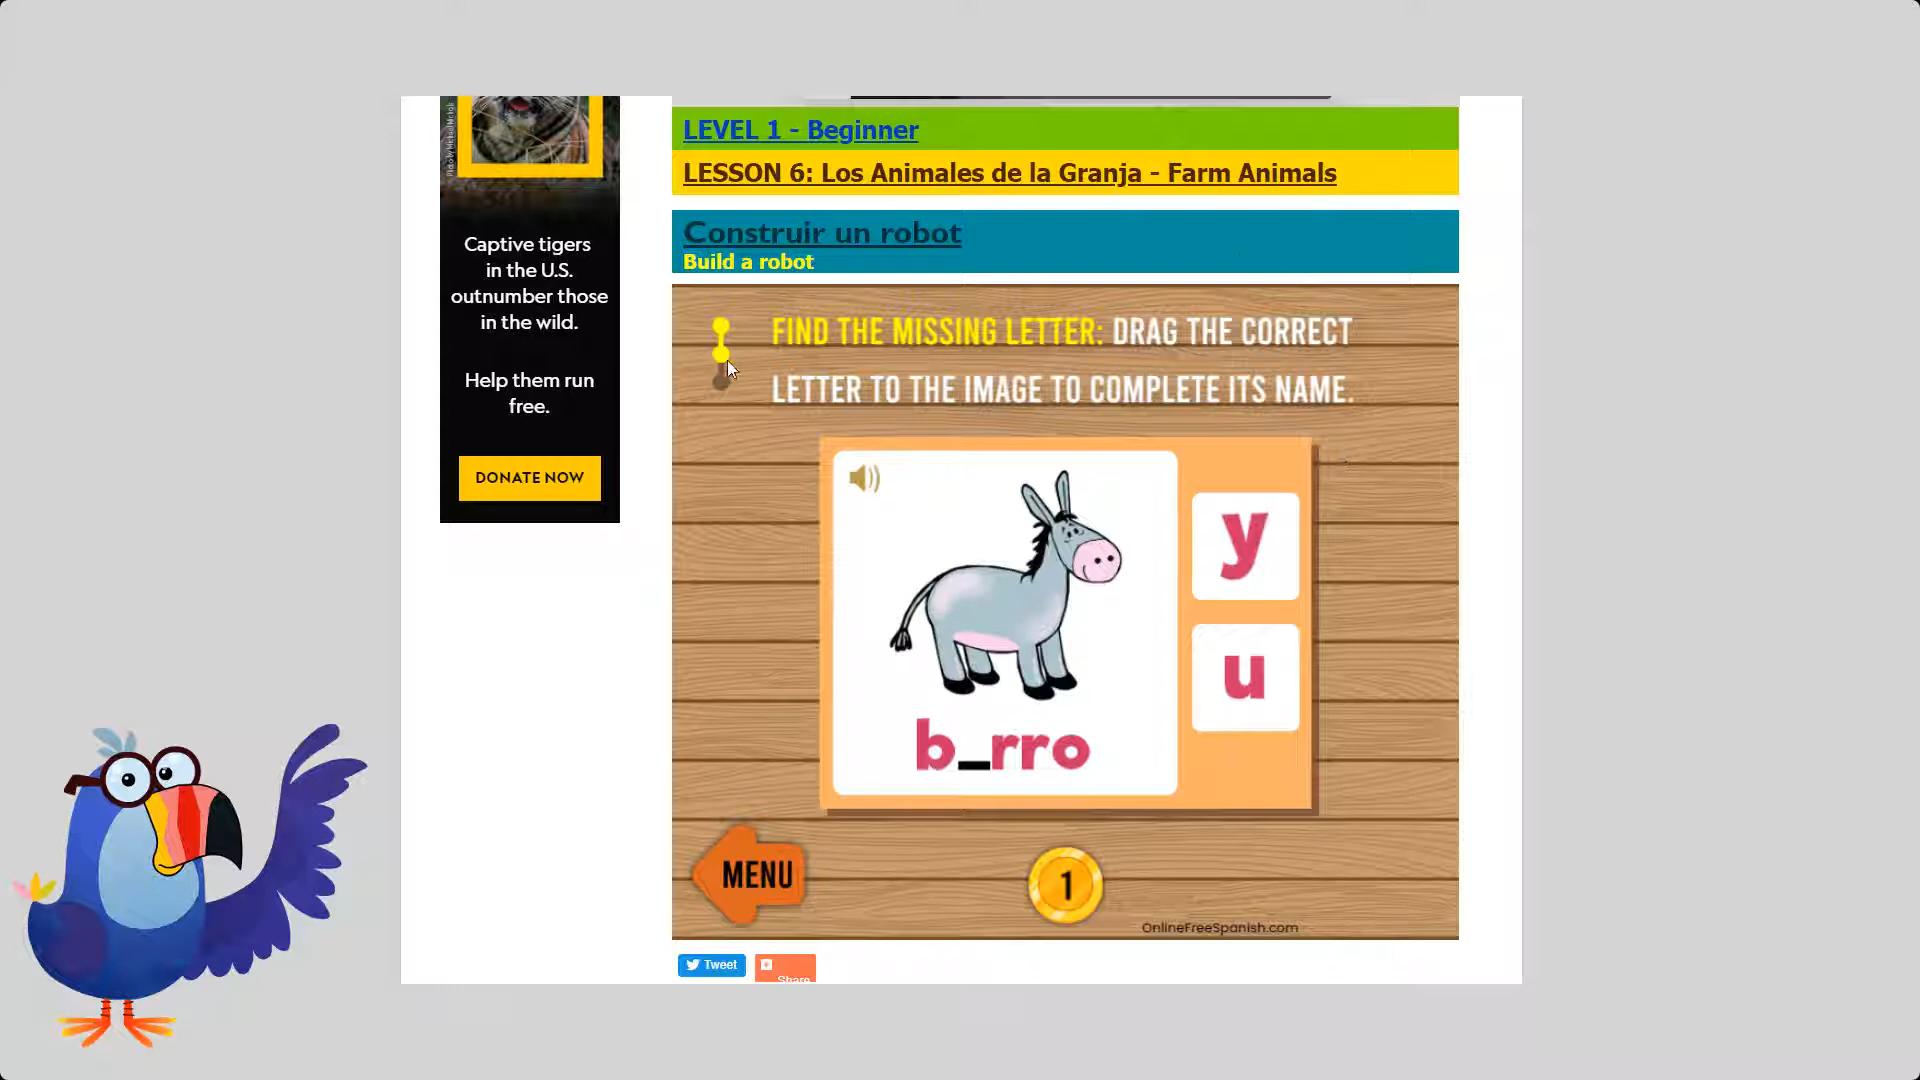 LEVEL 1 - Beginner
LESSON 6: Los Animales de la Granja - Farm Animals
Construir un robot
Build a robot
Captive tigers
in the U.S.
outnumber those
in the wild.
Help them run
free.
DONATE NOW
FIND THE MISSING LETTER: DRAG THE CORRECT
LETTER TO THE IMAGE TO COMPLETE ITS NAME.
y
u
b_rro
MENU
1
OnlineFreeSpanish.com
Tweet
Share